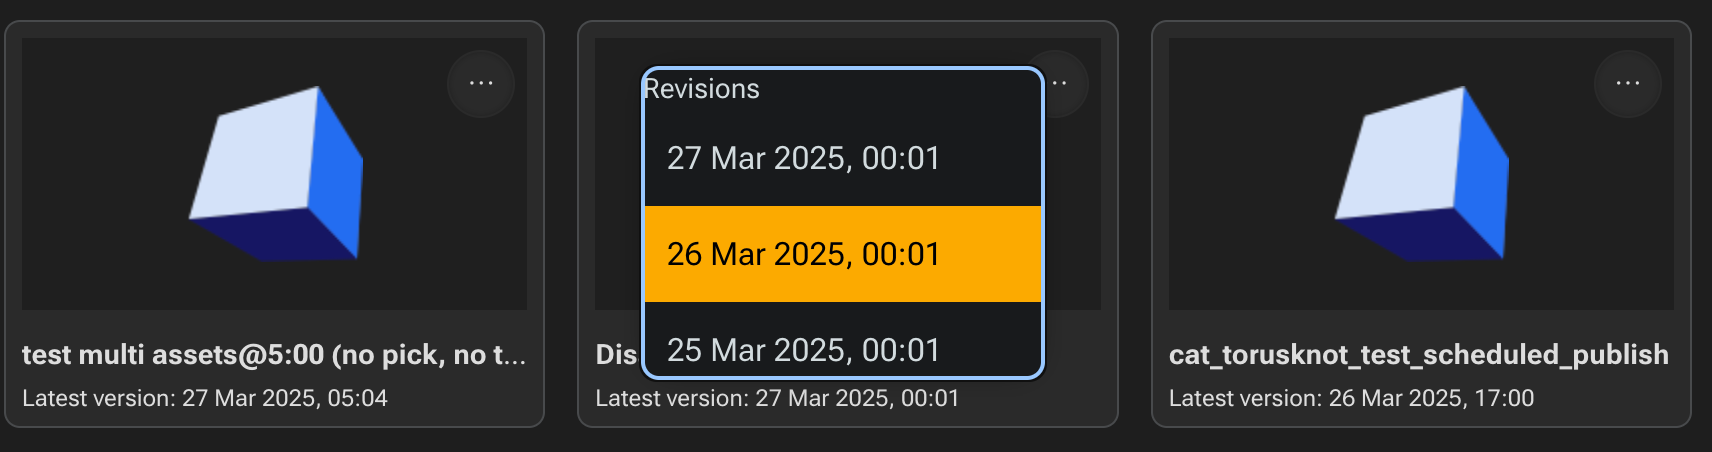 test multi assets@5:00 (no pick, no t...
Latest version: 27 Mar 2025, 05:04
Revisions
27 Mar 2025, 00:01
26 Mar 2025, 00:01
25 Mar 2025, 00:01
Dis
Latest version: 27 Mar 2025, 00:01
cat_torusknot_test_scheduled_publish
Latest version: 26 Mar 2025, 17:00